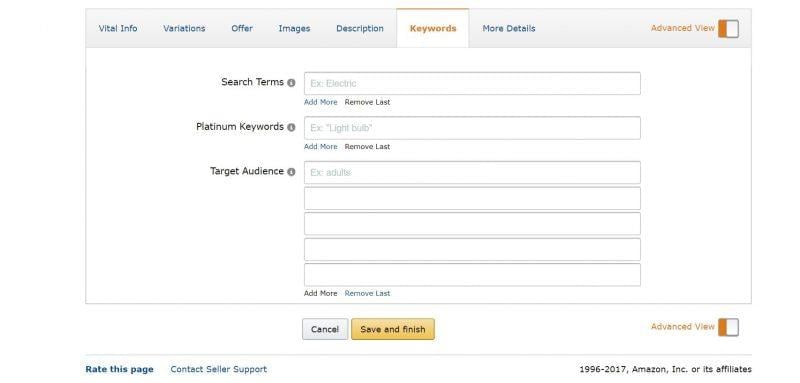 Vital Info Variations Offer Images Description Keywords More Details Advanced View
Search Terms Ex: Electric
Add More Remove Last
Platinum Keywords Ex: "Light bulb"
Add More Remove Last
Target Audience Ex: adults
Add More Remove Last
Cancel Save and finish Advanced View
Rate this page Contact Seller Support 1996-2017, Amazon, Inc. or its affiliates